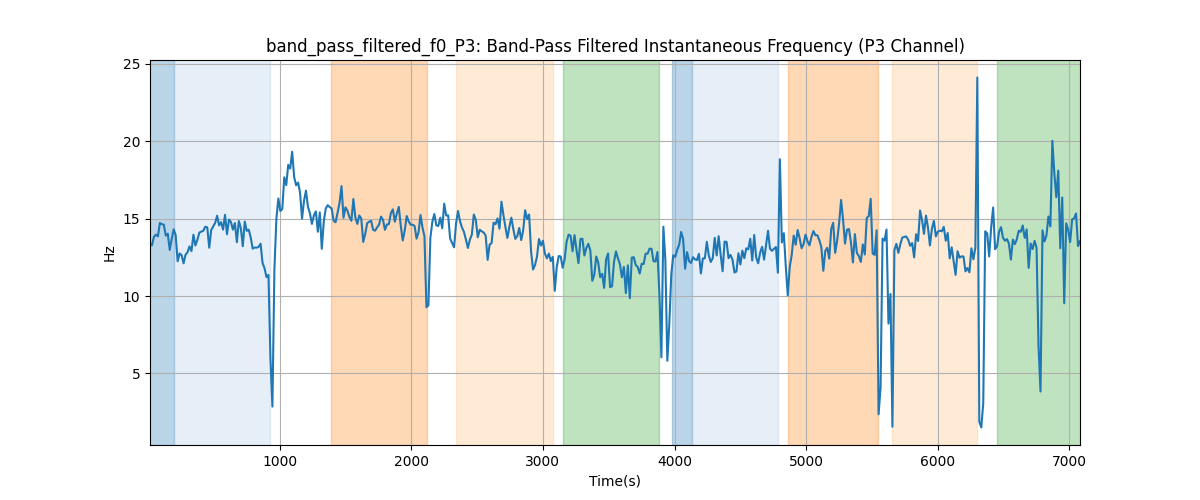 band_pass_filtered_f0_P3: Band-Pass Filtered Instantaneous Frequency (P3 Channel)
25
20
15
10
5
Hz
1000 2000 3000 4000 5000 6000 7000
Time(s)